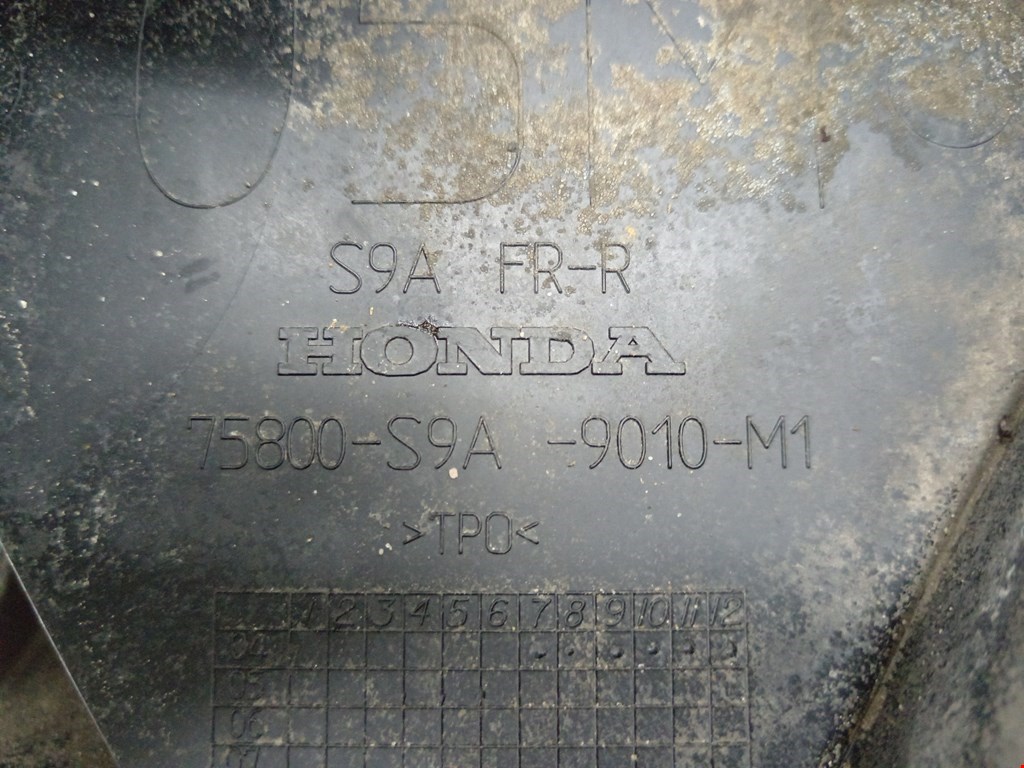 S9A FR-R
HONDA
75800-S9A -9010-M1
>TPO<
1 2 3 4 5 6 7 8 9 10 11 12
04